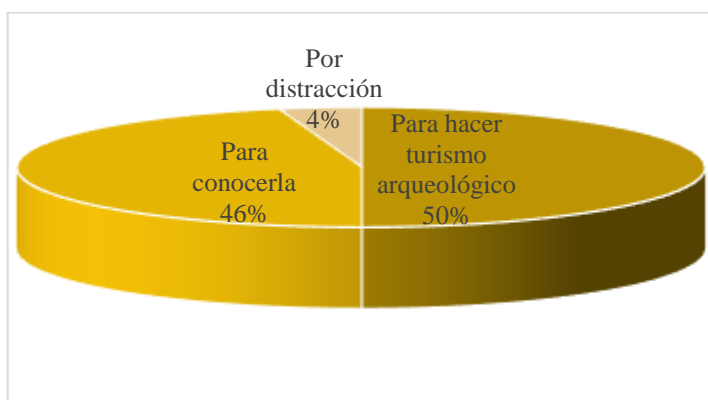 Por
distracción
4%
Para
conocerla
46%
Para hacer
turismo
arqueológico
50%